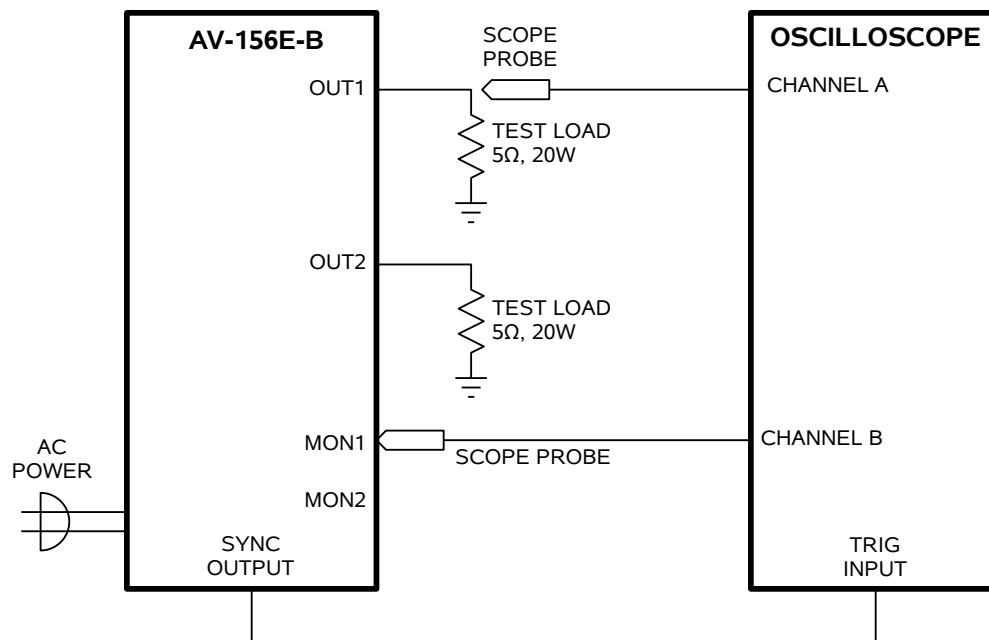 AV-156E-B
SCOPE
PROBE
OSCILLOSCOPE
OUT1
CHANNEL A
TEST LOAD
5Ω, 20W
OUT2
TEST LOAD
5Ω, 20W
MON1
SCOPE PROBE
CHANNEL B
AC
POWER
MON2
SYNC
OUTPUT
TRIG
INPUT